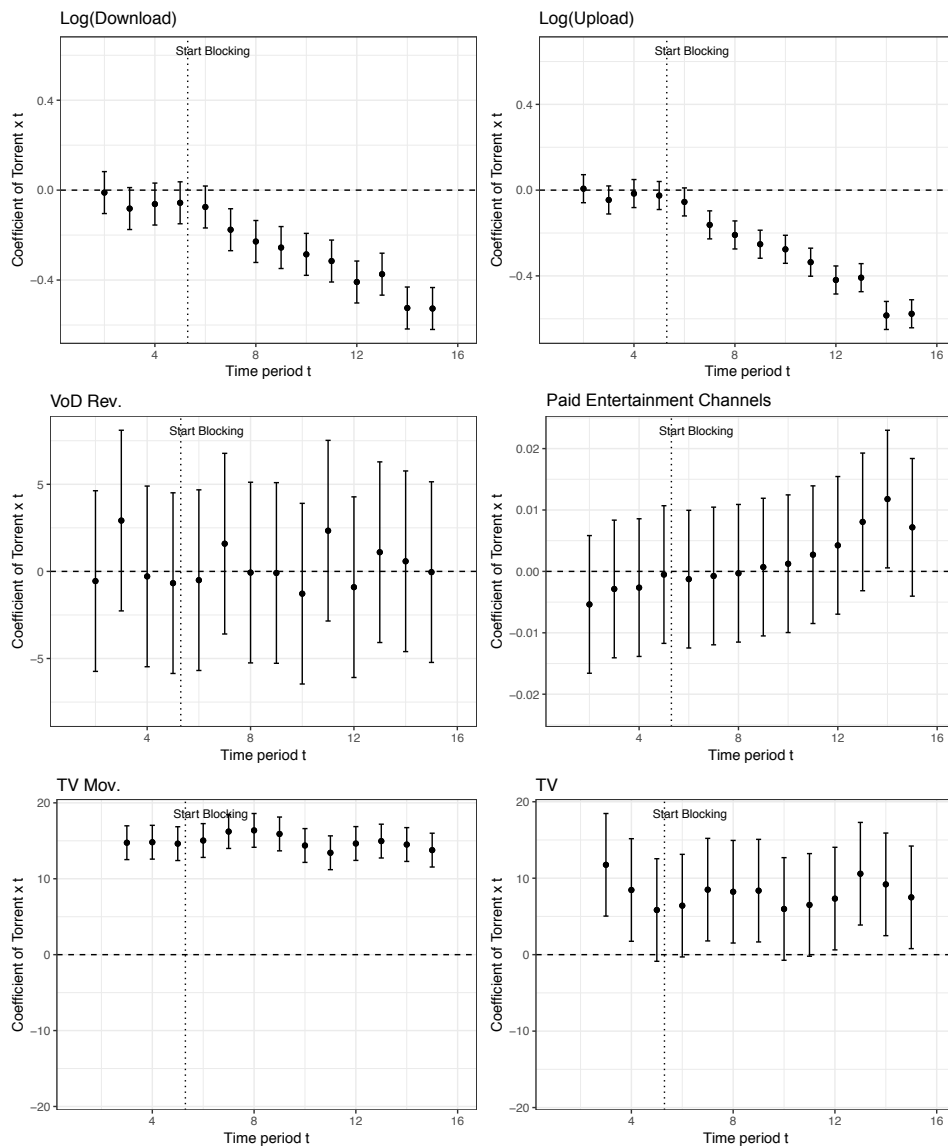 Log(Download)
Start Blocking
0.4
0.0
−0.4
Coefficient of Torrent x t
4
8
12
16
Time period t
Log(Upload)
Start Blocking
0.4
0.0
−0.4
Coefficient of Torrent x t
4
8
12
16
Time period t
VoD Rev.
Start Blocking
5
0
−5
Coefficient of Torrent x t
4
8
12
16
Time period t
Paid Entertainment Channels
Start Blocking
0.02
0.01
0.00
−0.01
−0.02
Coefficient of Torrent x t
4
8
12
16
Time period t
TV Mov.
Start Blocking
20
10
0
−10
−20
Coefficient of Torrent x t
4
8
12
16
Time period t
TV
Start Blocking
20
10
0
−10
−20
Coefficient of Torrent x t
4
8
12
16
Time period t